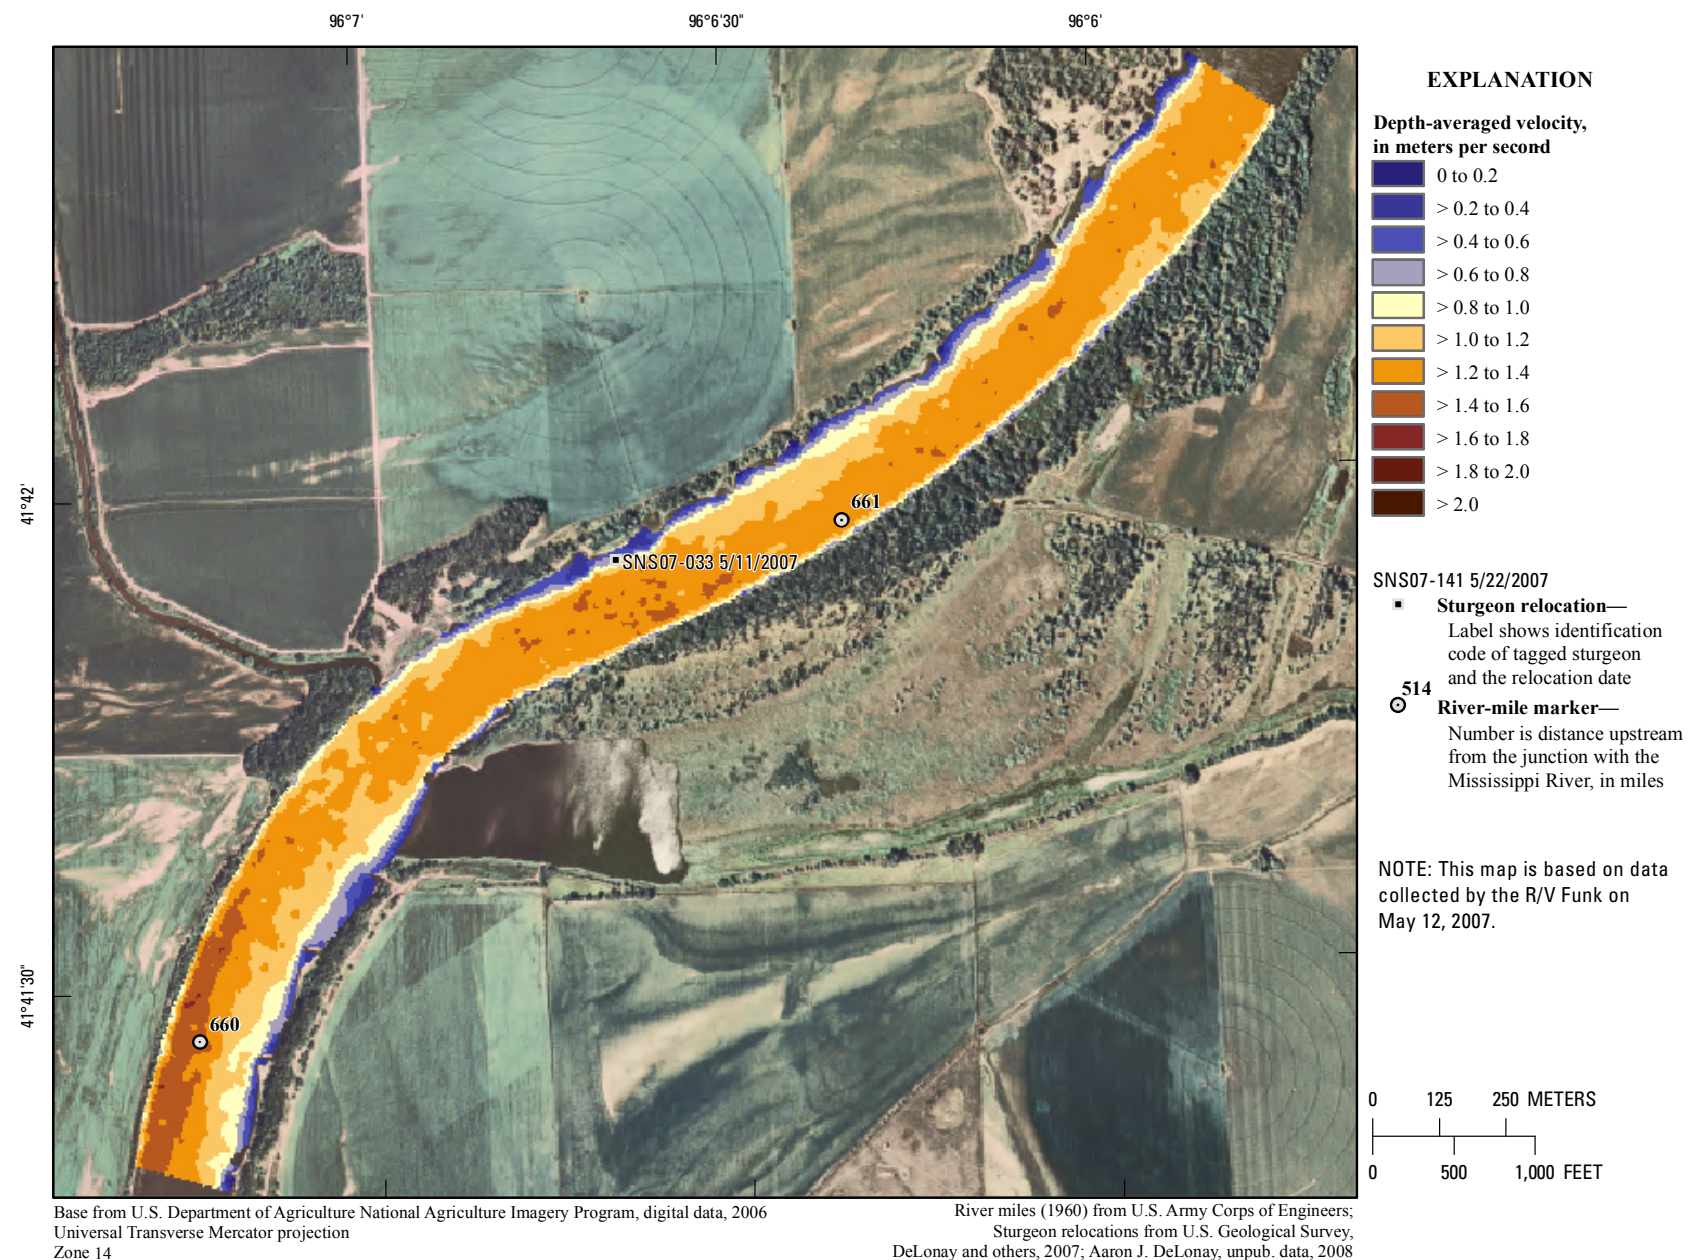 96°7'
96°6'30"
96°6'
41°42'
41°41'30"
661
SNS07-033 5/11/2007
660
EXPLANATION
Depth-averaged velocity,
in meters per second
0 to 0.2
> 0.2 to 0.4
> 0.4 to 0.6
> 0.6 to 0.8
> 0.8 to 1.0
> 1.0 to 1.2
> 1.2 to 1.4
> 1.4 to 1.6
> 1.6 to 1.8
> 1.8 to 2.0
> 2.0
SNS07-141 5/22/2007
Sturgeon relocation—
Label shows identification
code of tagged sturgeon
and the relocation date
514
River-mile marker—
Number is distance upstream
from the junction with the
Mississippi River, in miles
NOTE: This map is based on data
collected by the R/V Funk on
May 12, 2007.
0 125 250 METERS
0 500 1,000 FEET
Base from U.S. Department of Agriculture National Agriculture Imagery Program, digital data, 2006
Universal Transverse Mercator projection
Zone 14
River miles (1960) from U.S. Army Corps of Engineers;
Sturgeon relocations from U.S. Geological Survey,
DeLonay and others, 2007; Aaron J. DeLonay, unpub. data, 2008